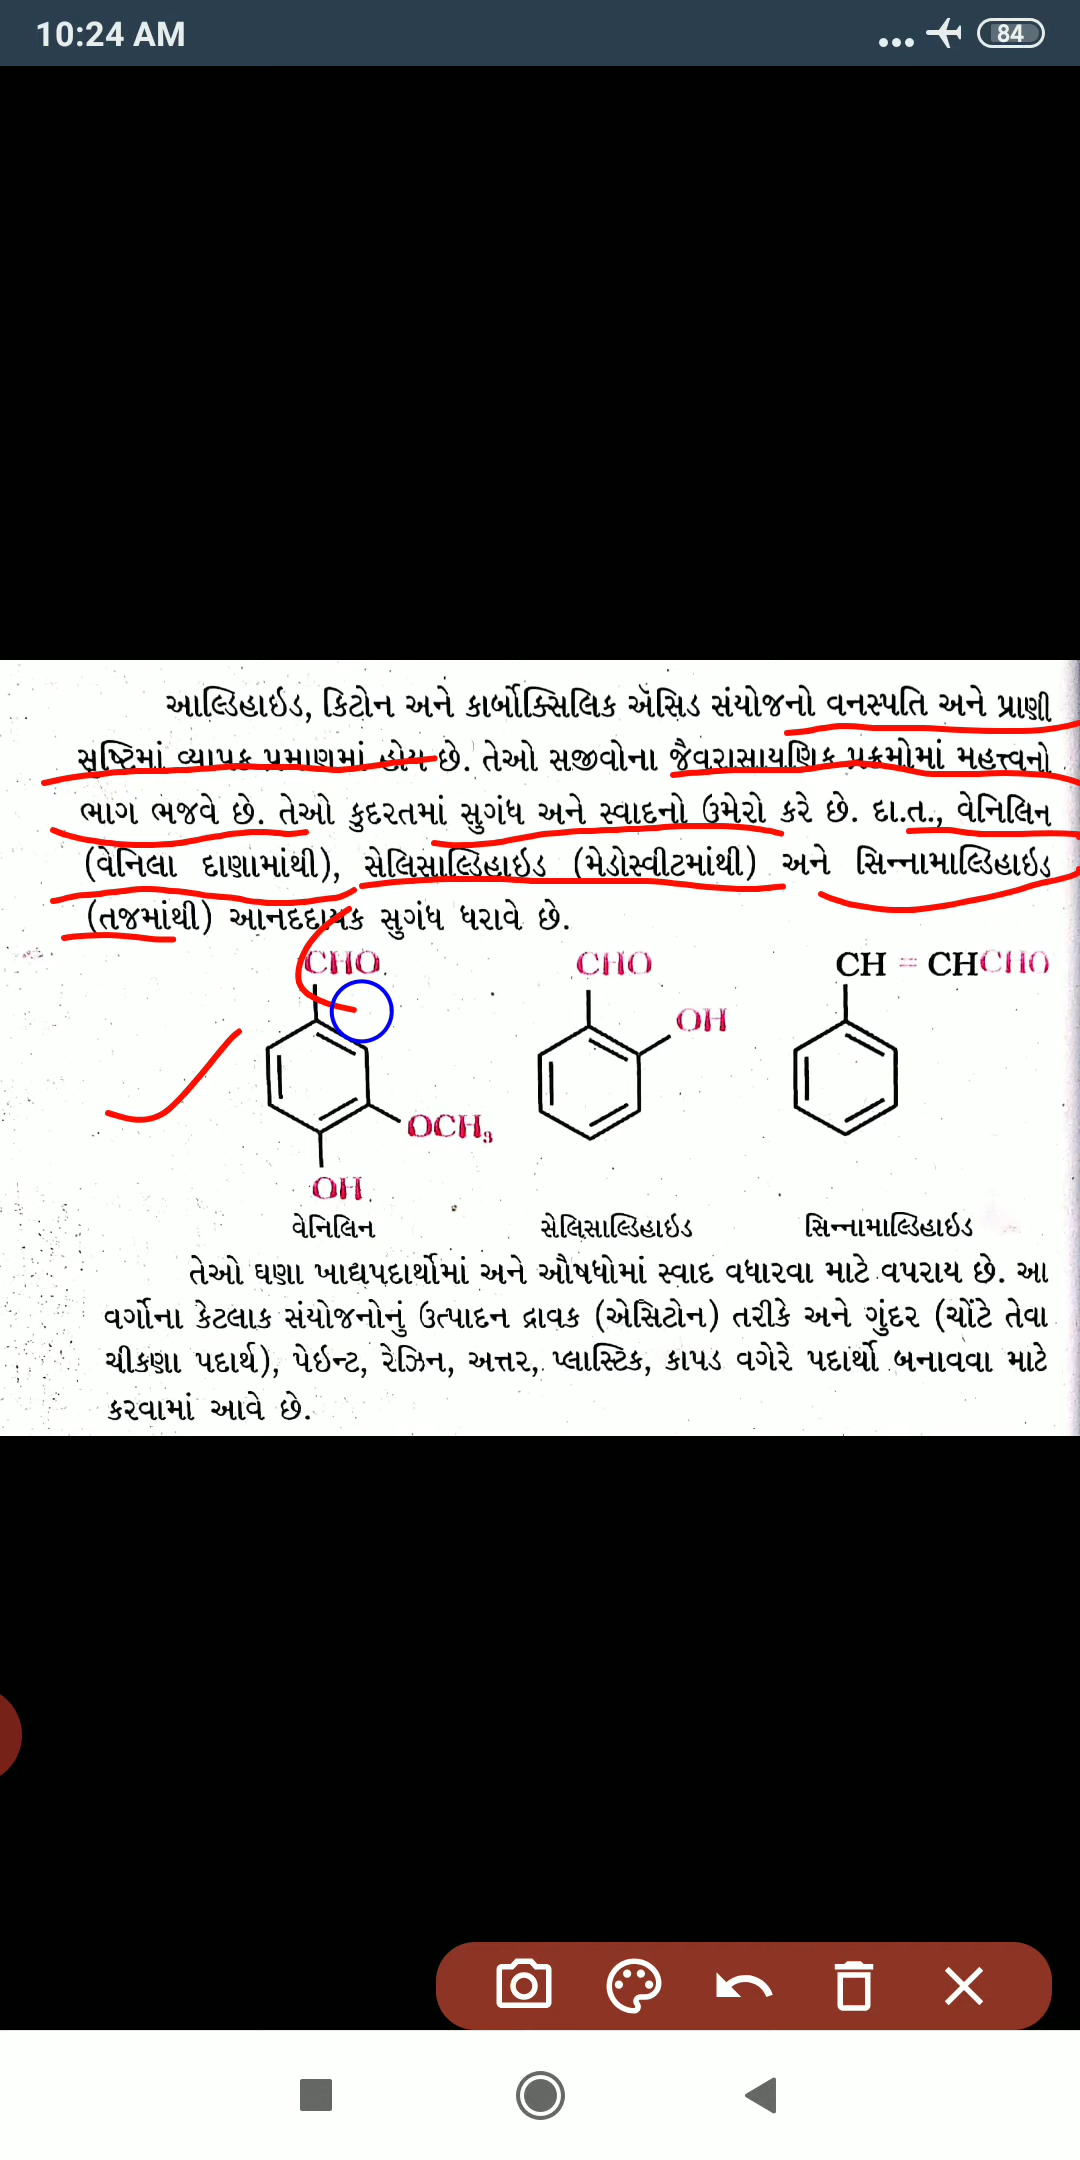 10:24 AM
84
આલ્ડિહાઇડ, કિટોન અને કાર્બોક્સિલિક ઍસિડ સંયોજનો વનસ્પતિ અને પ્રાણી
સૃષ્ટિમાં વ્યાપક પ્રમાણમાં હોય છે. તેઓ સજીવોના જૈવરાસાયણિક પ્રક્રમોમાં મહત્ત્વનો
ભાગ ભજવે છે. તેઓ કુદરતમાં સુગંધ અને સ્વાદનો ઉમેરો કરે છે. દા.ત., વેનિલિન
(વેનિલા દાણામાંથી), સેલિસાલ્ડિહાઇડ (મેડોસ્વીટમાંથી) અને સિન્નામાલ્ડિહાઇડ
(તજમાંથી) આનદદાયક સુગંધ ધરાવે છે.
CHO CHO CH = CHCHO
OH
OCH₃
OH
વેનિલિન સેલિસાલ્ડિહાઇડ સિન્નામાલ્ડિહાઇડ
તેઓ ઘણા ખાદ્યપદાર્થોમાં અને ઔષધોમાં સ્વાદ વધારવા માટે વપરાય છે. આ
વર્ગોના કેટલાક સંયોજનોનું ઉત્પાદન દ્રાવક (એસિટોન) તરીકે અને ગુંદર (ચોંટે તેવા
ચીકણા પદાર્થ), પેઇન્ટ, રેઝિન, અત્તર, પ્લાસ્ટિક, કાપડ વગેરે પદાર્થો બનાવવા માટે
કરવામાં આવે છે.